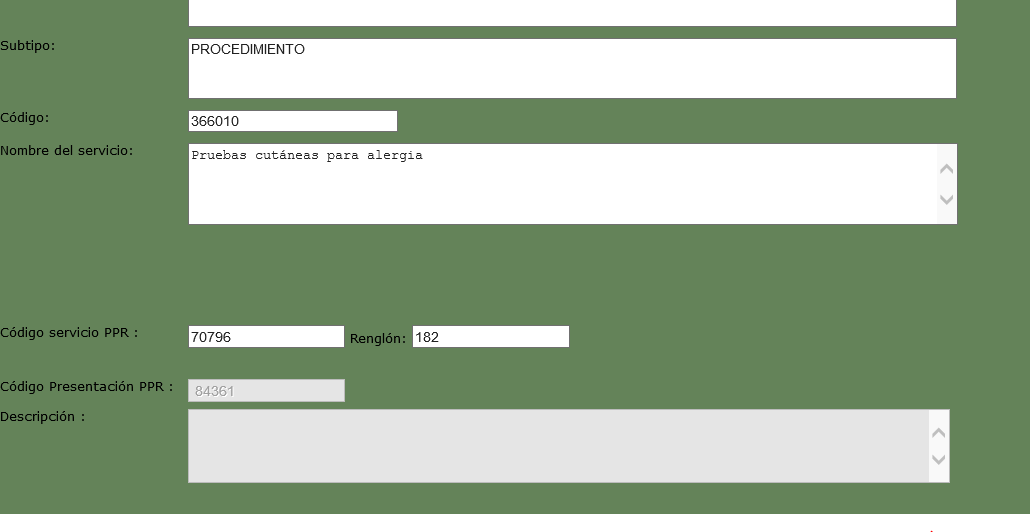 Subtipo: PROCEDIMIENTO
Código: 366010
Nombre del servicio: Pruebas cutáneas para alergia
Código servicio PPR : 70796 Renglón: 182
Código Presentación PPR : 84361
Descripción :